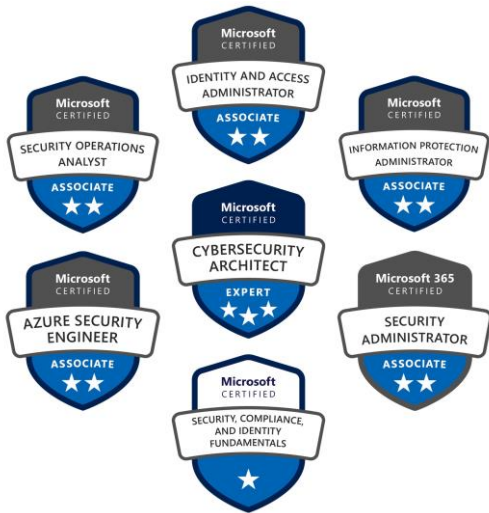 Microsoft
CERTIFIED
IDENTITY AND ACCESS
ADMINISTRATOR
ASSOCIATE
Microsoft
CERTIFIED
SECURITY OPERATIONS
ANALYST
ASSOCIATE
Microsoft
CERTIFIED
INFORMATION PROTECTION
ADMINISTRATOR
ASSOCIATE
Microsoft
CERTIFIED
CYBERSECURITY
ARCHITECT
EXPERT
Microsoft
CERTIFIED
AZURE SECURITY
ENGINEER
ASSOCIATE
Microsoft 365
CERTIFIED
SECURITY
ADMINISTRATOR
ASSOCIATE
Microsoft
CERTIFIED
SECURITY, COMPLIANCE,
AND IDENTITY
FUNDAMENTALS